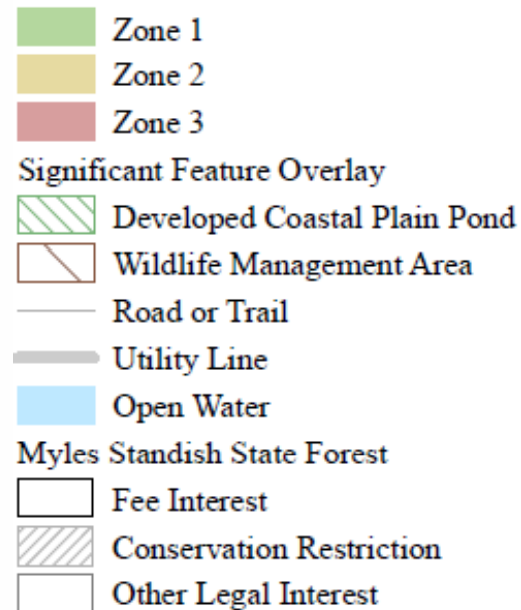 Zone 1
Zone 2
Zone 3
Significant Feature Overlay
Developed Coastal Plain Pond
Wildlife Management Area
Road or Trail
Utility Line
Open Water
Myles Standish State Forest
Fee Interest
Conservation Restriction
Other Legal Interest